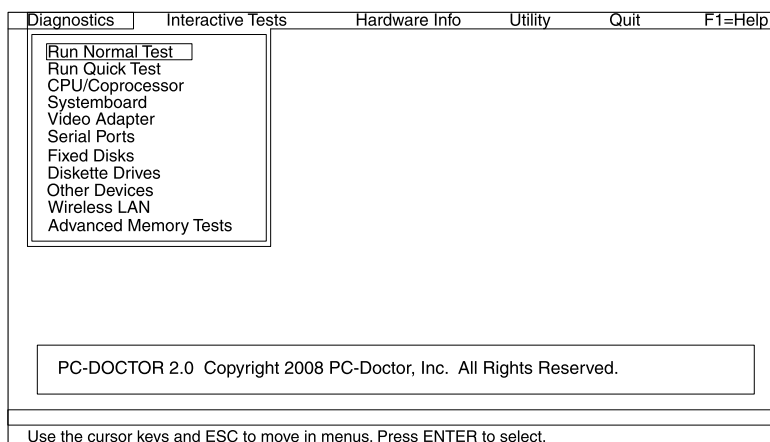 Diagnostics Interactive Tests Hardware Info Utility Quit F1=Help
Run Normal Test
Run Quick Test
CPU/Coprocessor
Systemboard
Video Adapter
Serial Ports
Fixed Disks
Diskette Drives
Other Devices
Wireless LAN
Advanced Memory Tests
PC-DOCTOR 2.0 Copyright 2008 PC-Doctor, Inc. All Rights Reserved.
Use the cursor keys and ESC to move in menus. Press ENTER to select.